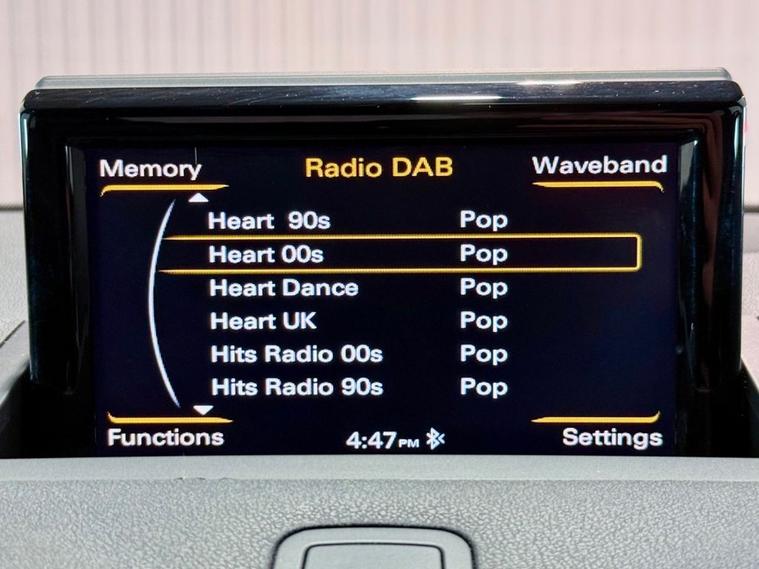 Memory Radio DAB Waveband
Heart 90s Pop
Heart 00s Pop
Heart Dance Pop
Heart UK Pop
Hits Radio 00s Pop
Hits Radio 90s Pop
Functions 4:47PM Settings